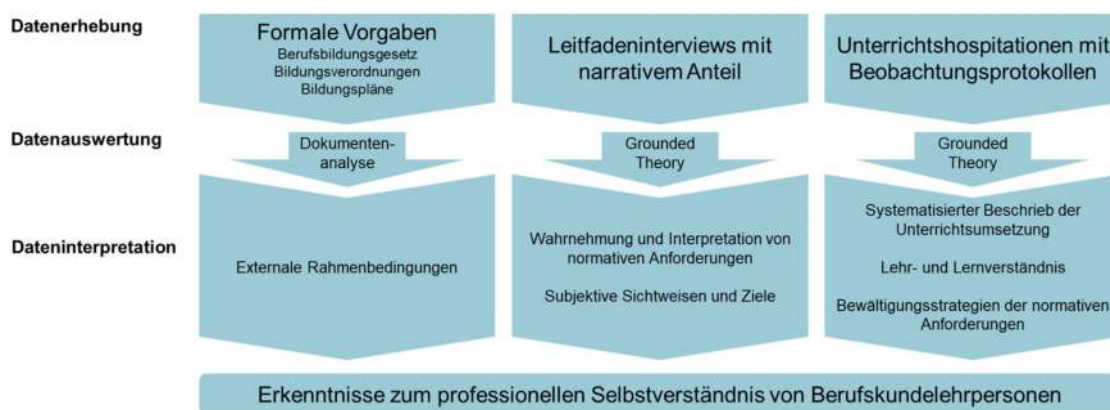 Datenerhebung
Formale Vorgaben
Berufsbildungsgesetz
Bildungsverordnungen
Bildungspläne
Leitfadeninterviews mit
narrativem Anteil
Unterrichtshospitationen mit
Beobachtungsprotokollen
Datenauswertung
Dokumenten-
analyse
Grounded
Theory
Grounded
Theory
Dateninterpretation
Externale Rahmenbedingungen
Wahrnehmung und Interpretation von
normativen Anforderungen
Subjektive Sichtweisen und Ziele
Systematisierter Beschrieb der
Unterrichtsumsetzung
Lehr- und Lernverständnis
Bewältigungsstrategien der normativen
Anforderungen
Erkenntnisse zum professionellen Selbstverständnis von Berufskundelehrpersonen